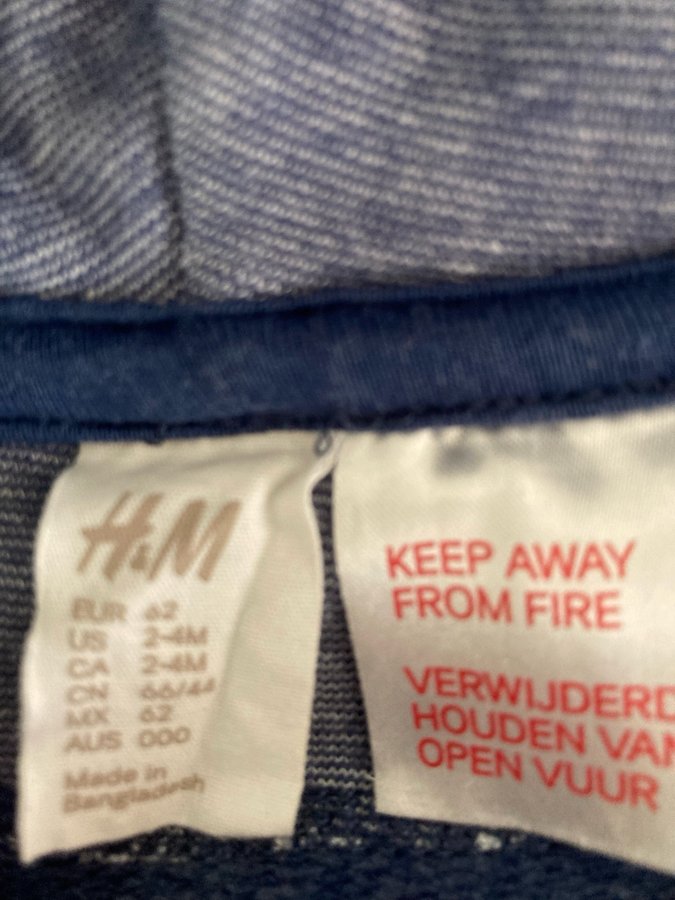 H&M
EUR 62
US 2-4M
CA 2-4M
CN 66/44
MX 62
AUS 000
Made in
Bangladesh
KEEP AWAY
FROM FIRE
VERWIJDERD
HOUDEN VAN
OPEN VUUR